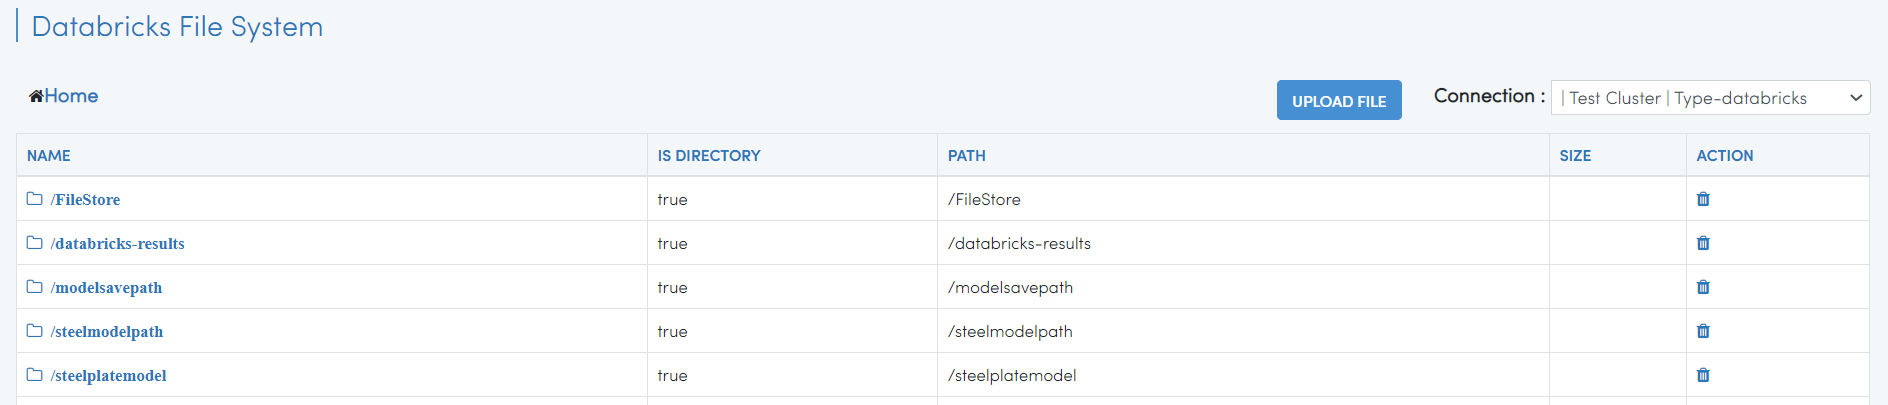 Databricks File System
Home
UPLOAD FILE
Connection : | Test Cluster | Type-databricks
NAME IS DIRECTORY PATH SIZE ACTION
/FileStore true /FileStore
/databricks-results true /databricks-results
/modelsavepath true /modelsavepath
/steelmodelpath true /steelmodelpath
/steelplatemodel true /steelplatemodel